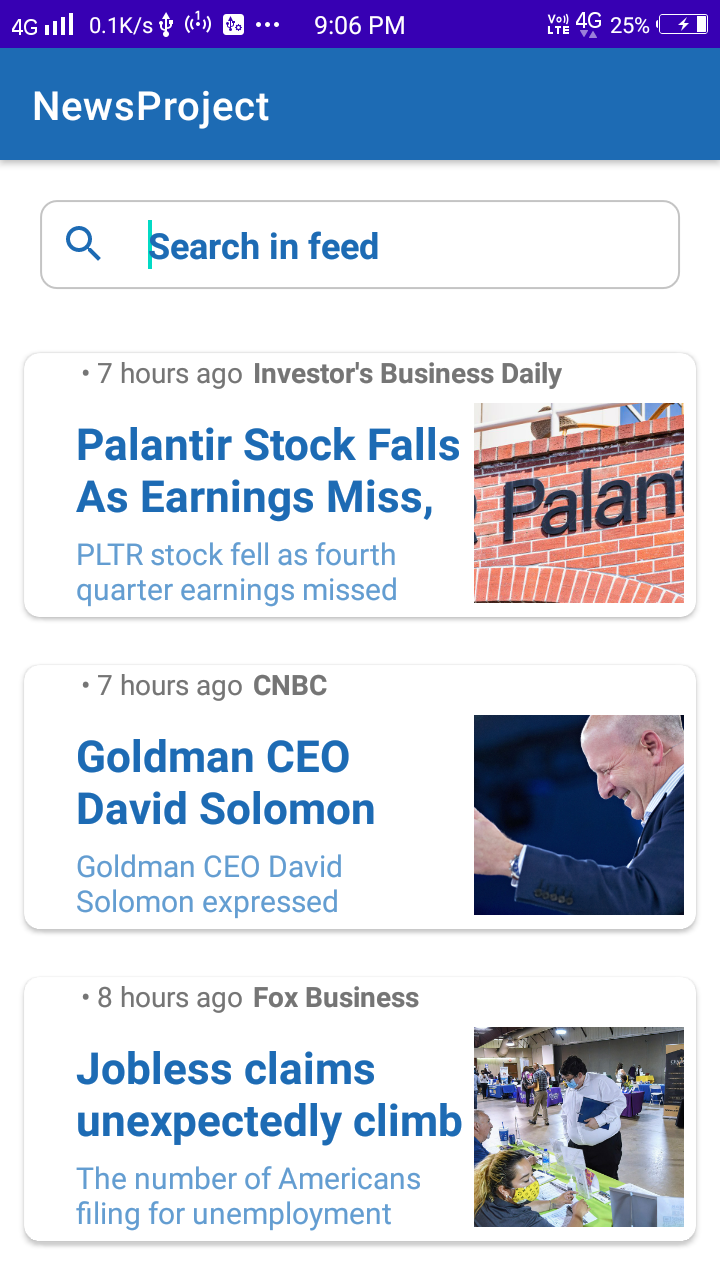 4G 0.1K/s 9:06 PM Vo)) LTE 4G 25%
NewsProject
Search in feed
• 7 hours ago Investor's Business Daily
Palantir Stock Falls
As Earnings Miss,
PLTR stock fell as fourth
quarter earnings missed
Palant
• 7 hours ago CNBC
Goldman CEO
David Solomon
Goldman CEO David
Solomon expressed
• 8 hours ago Fox Business
Jobless claims
unexpectedly climb
The number of Americans
filing for unemployment